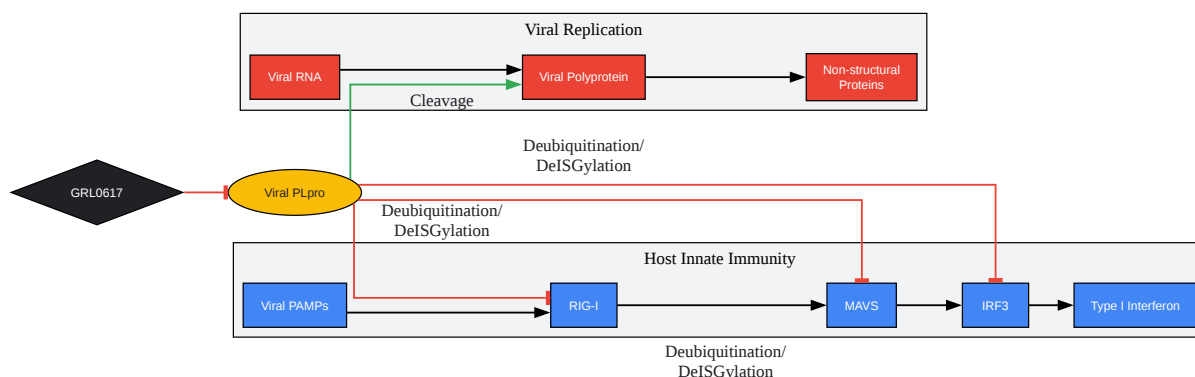 Viral Replication
Viral RNA
Viral Polyprotein
Non-structural
Proteins
Cleavage
Deubiquitination/
DeISGylation
GRL0617
Viral PLpro
Deubiquitination/
DeISGylation
Host Innate Immunity
Viral PAMPs
RIG-I
MAVS
IRF3
Type I Interferon
Deubiquitination/
DeISGylation